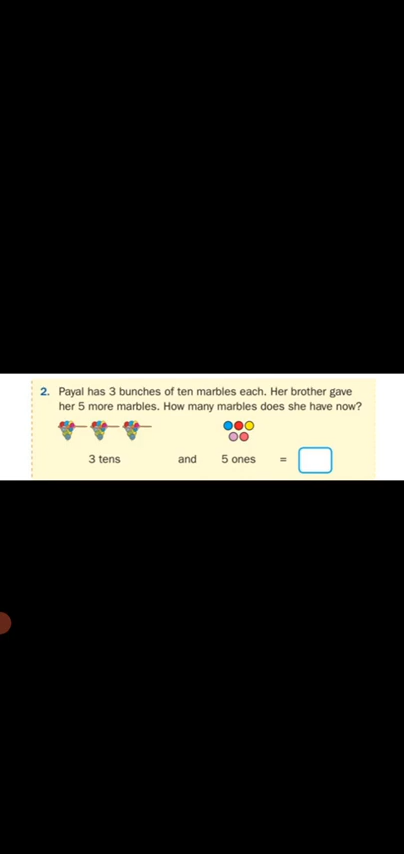 2. Payal has 3 bunches of ten marbles each. Her brother gave
her 5 more marbles. How many marbles does she have now?
3 tens and 5 ones =